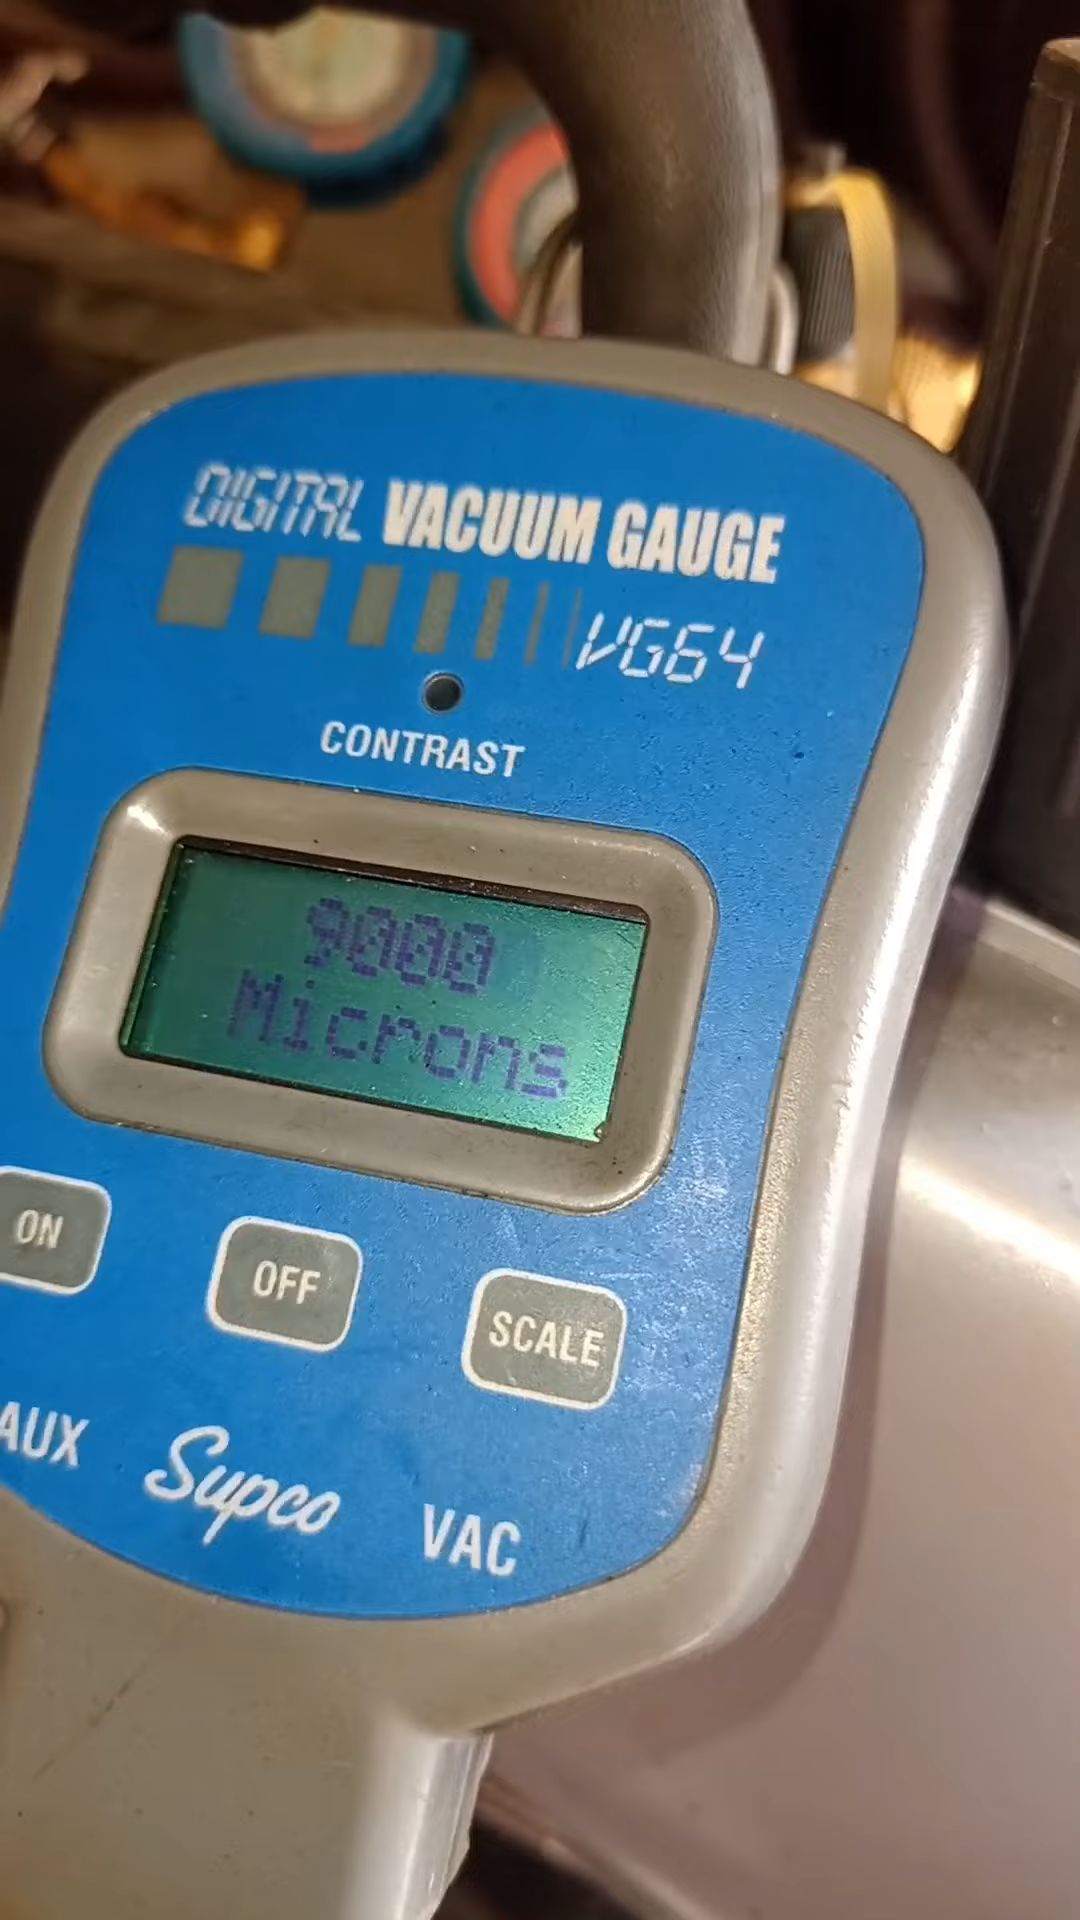 DIGITAL VACUUM GAUGE
VG64
CONTRAST
9000
Microns
ON
OFF
SCALE
AUX
Supco
VAC